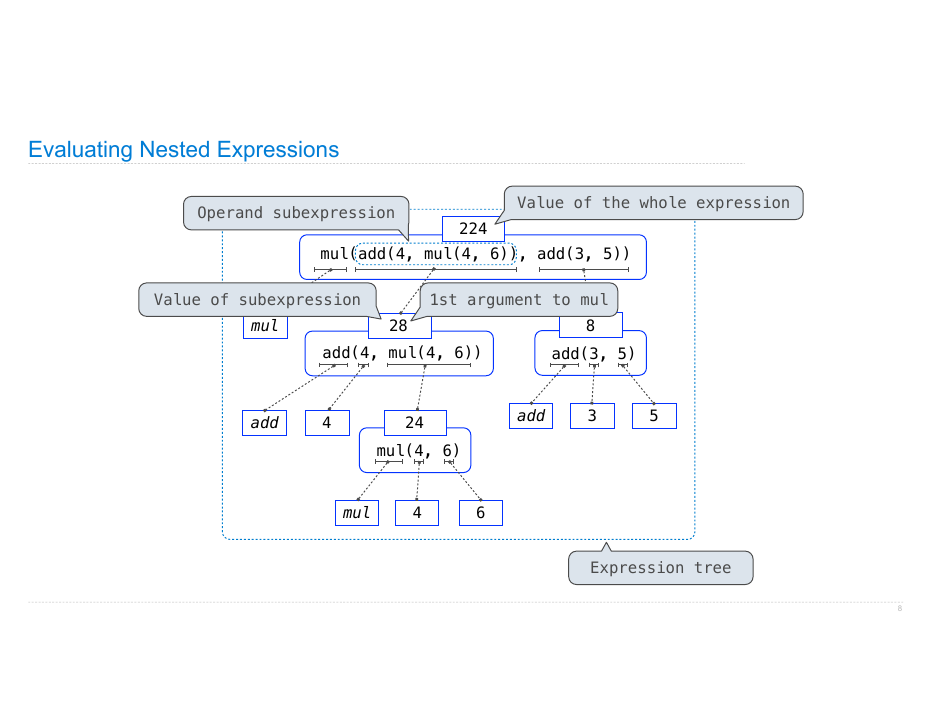 Evaluating Nested Expressions
Operand subexpression
Value of the whole expression
224
mul(add(4, mul(4, 6)), add(3, 5))
Value of subexpression
1st argument to mul
mul
28
8
add(4, mul(4, 6))
add(3, 5)
add
4
24
add
3
5
mul(4, 6)
mul
4
6
Expression tree
8